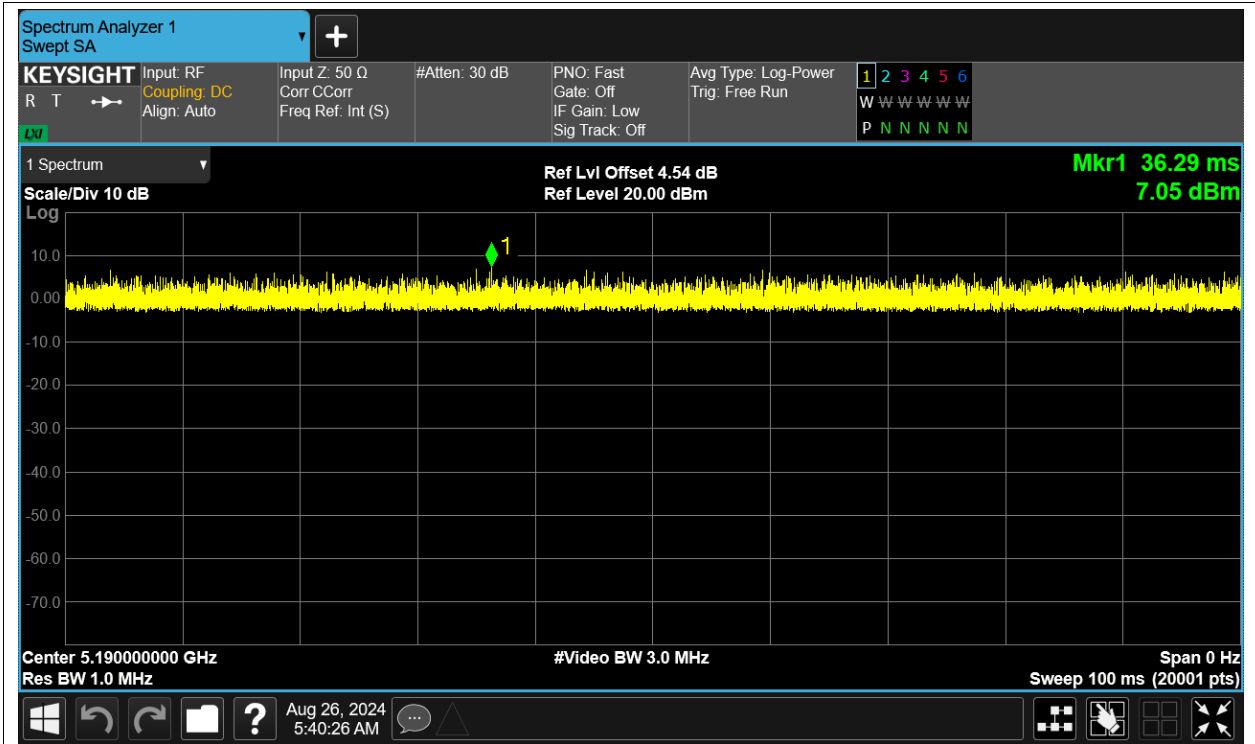 Spectrum Analyzer 1
Swept SA
+
KEYSIGHT
R T
LXI
Input: RF
Coupling: DC
Align: Auto
Input Z: 50 Ω
Corr CCorr
Freq Ref: Int (S)
#Atten: 30 dB
PNO: Fast
Gate: Off
IF Gain: Low
Sig Track: Off
Avg Type: Log-Power
Trig: Free Run
1 2 3 4 5 6
W W W W W W
P N N N N N
1 Spectrum
Scale/Div 10 dB
Log
Ref Lvl Offset 4.54 dB
Ref Level 20.00 dBm
Mkr1 36.29 ms
7.05 dBm
1
10.0
0.00
-10.0
-20.0
-30.0
-40.0
-50.0
-60.0
-70.0
Center 5.190000000 GHz
Res BW 1.0 MHz
#Video BW 3.0 MHz
Span 0 Hz
Sweep 100 ms (20001 pts)
?
Aug 26, 2024
5:40:26 AM